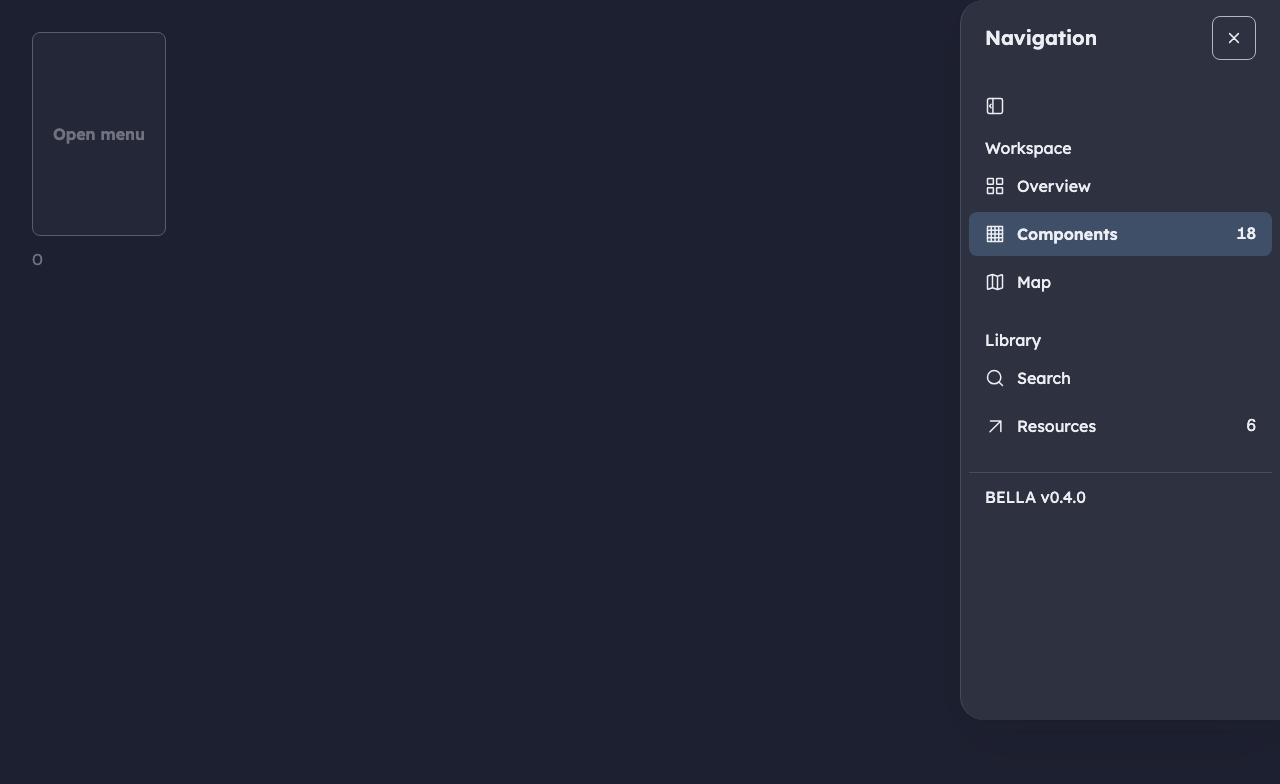 Open menu
0
Navigation
Workspace
Overview
Components 18
Map
Library
Search
Resources 6
BELLA v0.4.0